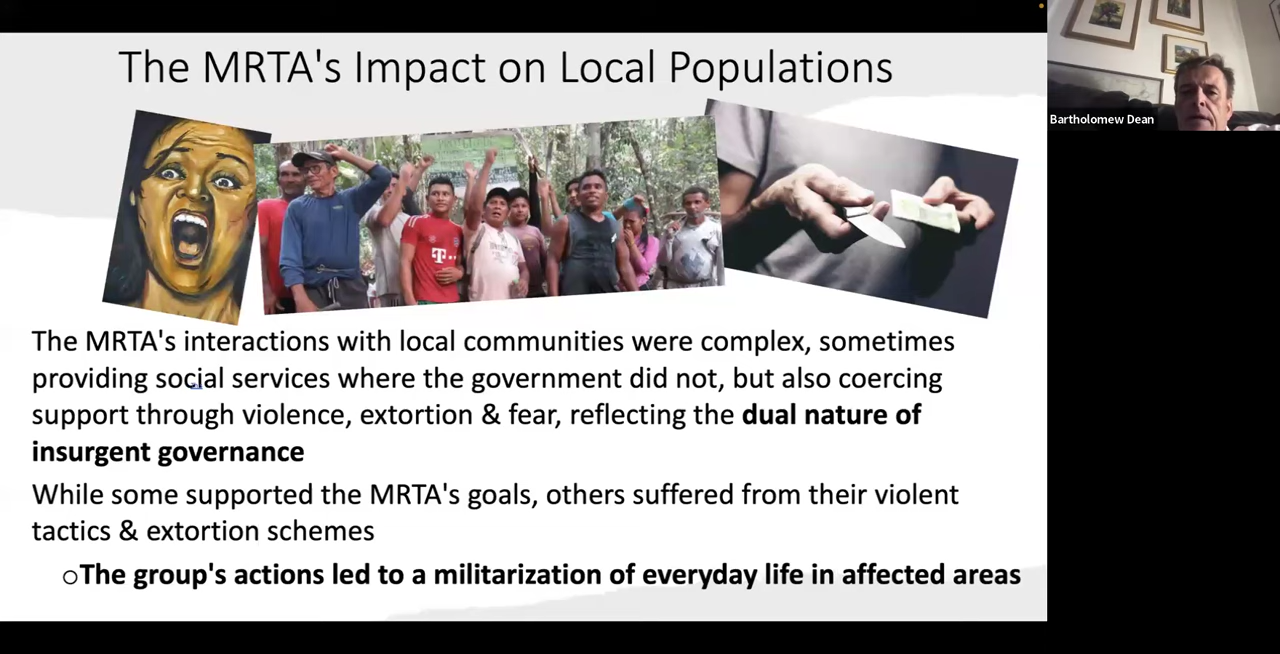 The MRTA's Impact on Local Populations
Bartholomew Dean
T
The MRTA's interactions with local communities were complex, sometimes
providing social services where the government did not, but also coercing
support through violence, extortion & fear, reflecting the dual nature of
insurgent governance
While some supported the MRTA's goals, others suffered from their violent
tactics & extortion schemes
○The group's actions led to a militarization of everyday life in affected areas